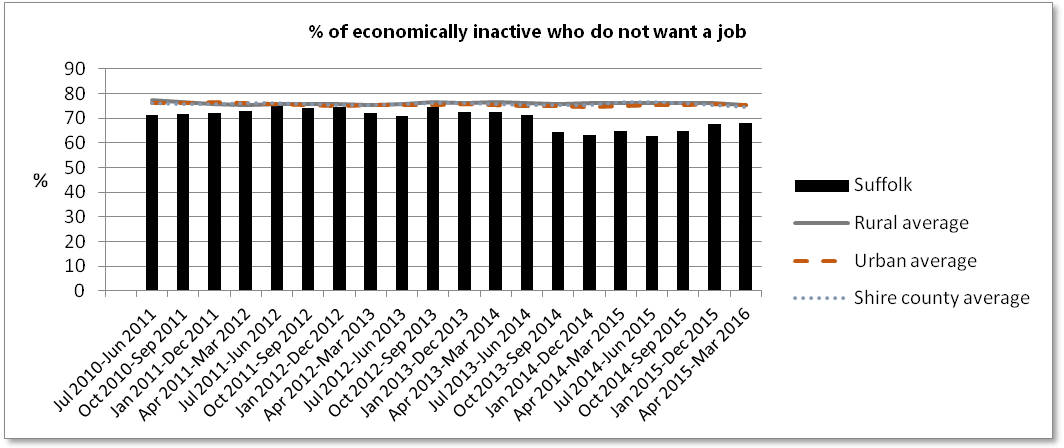 % of economically inactive who do not want a job
90
80
70
60
50
40
30
20
10
0
%
Jul 2010-Jun 2011
Oct 2010-Sep 2011
Jan 2011-Dec 2011
Apr 2011-Mar 2012
Jul 2011-Jun 2012
Oct 2011-Sep 2012
Jan 2012-Dec 2012
Apr 2012-Mar 2013
Jul 2012-Jun 2013
Oct 2012-Sep 2013
Jan 2013-Dec 2013
Apr 2013-Mar 2014
Jul 2013-Jun 2014
Oct 2013-Sep 2014
Jan 2014-Dec 2014
Apr 2014-Mar 2015
Jul 2014-Jun 2015
Oct 2014-Sep 2015
Jan 2015-Dec 2015
Apr 2015-Mar 2016
Suffolk
Rural average
Urban average
Shire county average